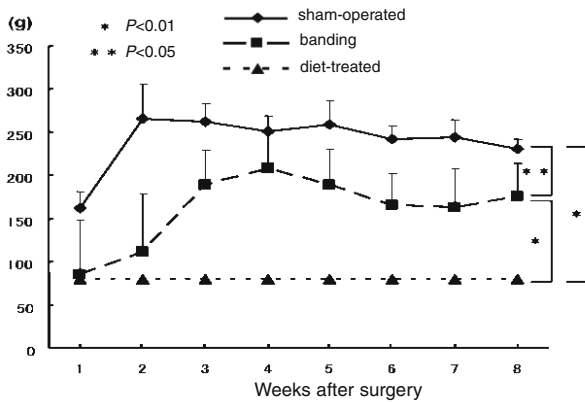 (g)
* P<0.01
** P<0.05
sham-operated
banding
diet-treated
350
300
250
200
150
100
50
0
**
*
*
1 2 3 4 5 6 7 8
Weeks after surgery